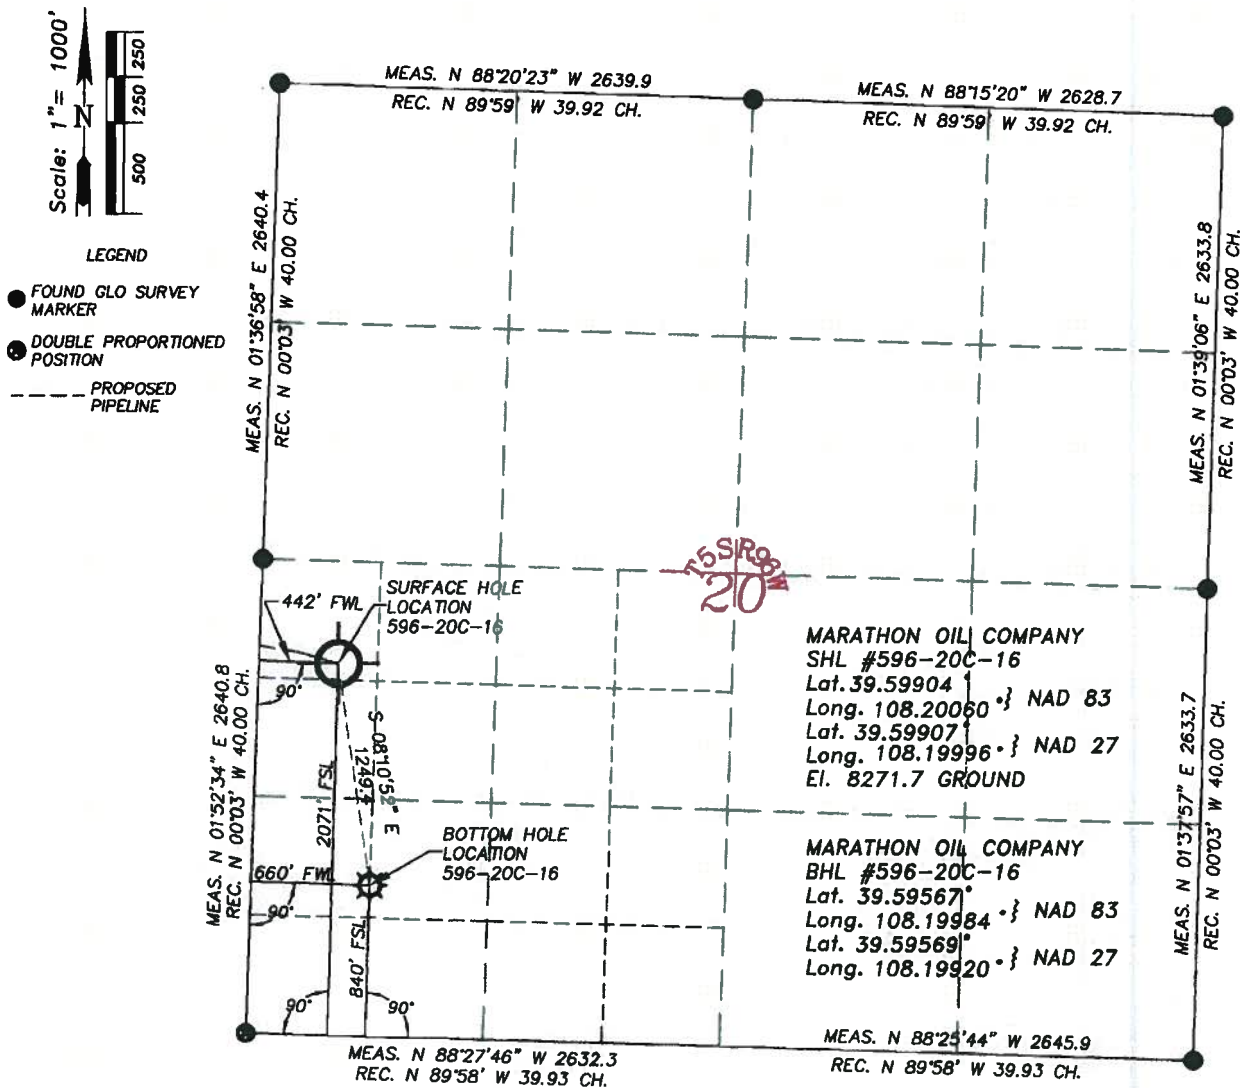 Scale: 1"= 1000'
N
500
250
250
LEGEND
FOUND GLO SURVEY
MARKER
DOUBLE PROPORTIONED
POSITION
PROPOSED
PIPELINE
MEAS. N 88°20'23" W 2639.9
REC. N 89°59' W 39.92 CH.
MEAS. N 88°15'20" W 2628.7
REC. N 89°59' W 39.92 CH.
MEAS. N 01°36'58" E 2640.4
REC. N 00°03' W 40.00 CH.
MEAS. N 01°39'06" E 2633.8
REC. N 00°03' W 40.00 CH.
T5S R96W
20
442' FWL
SURFACE HOLE
LOCATION
596-20C-16
90°
MEAS. N 01°52'34" E 2640.8
REC. N 00°03' W 40.00 CH.
2071' FSL
S 08°10'52" E
1249.4
660' FWL
90°
BOTTOM HOLE
LOCATION
596-20C-16
840' FSL
90°
90°
MARATHON OIL COMPANY
SHL #596-20C-16
Lat. 39.59904°
Long. 108.20060° } NAD 83
Lat. 39.59907°
Long. 108.19996° } NAD 27
El. 8271.7 GROUND
MARATHON OIL COMPANY
BHL #596-20C-16
Lat. 39.59567°
Long. 108.19984° } NAD 83
Lat. 39.59569°
Long. 108.19920° } NAD 27
MEAS. N 01°37'57" E 2633.7
REC. N 00°03' W 40.00 CH.
MEAS. N 88°27'46" W 2632.3
REC. N 89°58' W 39.93 CH.
MEAS. N 88°25'44" W 2645.9
REC. N 89°58' W 39.93 CH.